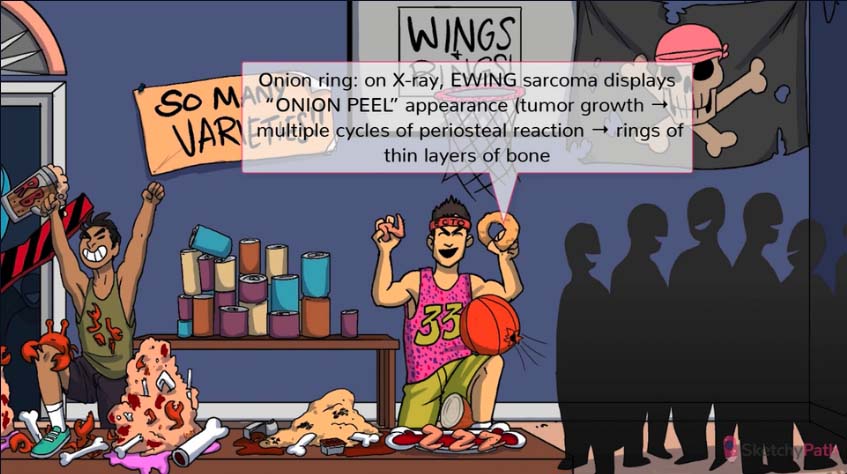 WINGS
+
RINGS!
SO MANY
VARIETIES!!
Onion ring: on X-ray, EWING sarcoma displays
“ONION PEEL” appearance (tumor growth →
multiple cycles of periosteal reaction → rings of
thin layers of bone
33
SketchyPath